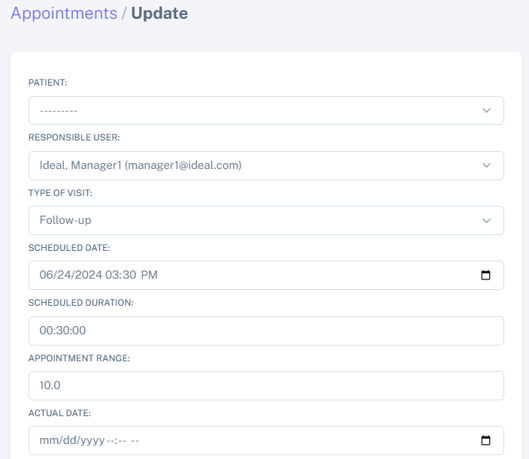 Appointments / Update
PATIENT:
---------
RESPONSIBLE USER:
Ideal, Manager1 (manager1@ideal.com)
TYPE OF VISIT:
Follow-up
SCHEDULED DATE:
06/24/2024 03:30 PM
SCHEDULED DURATION:
00:30:00
APPOINTMENT RANGE:
10.0
ACTUAL DATE:
mm/dd/yyyy --:-- --